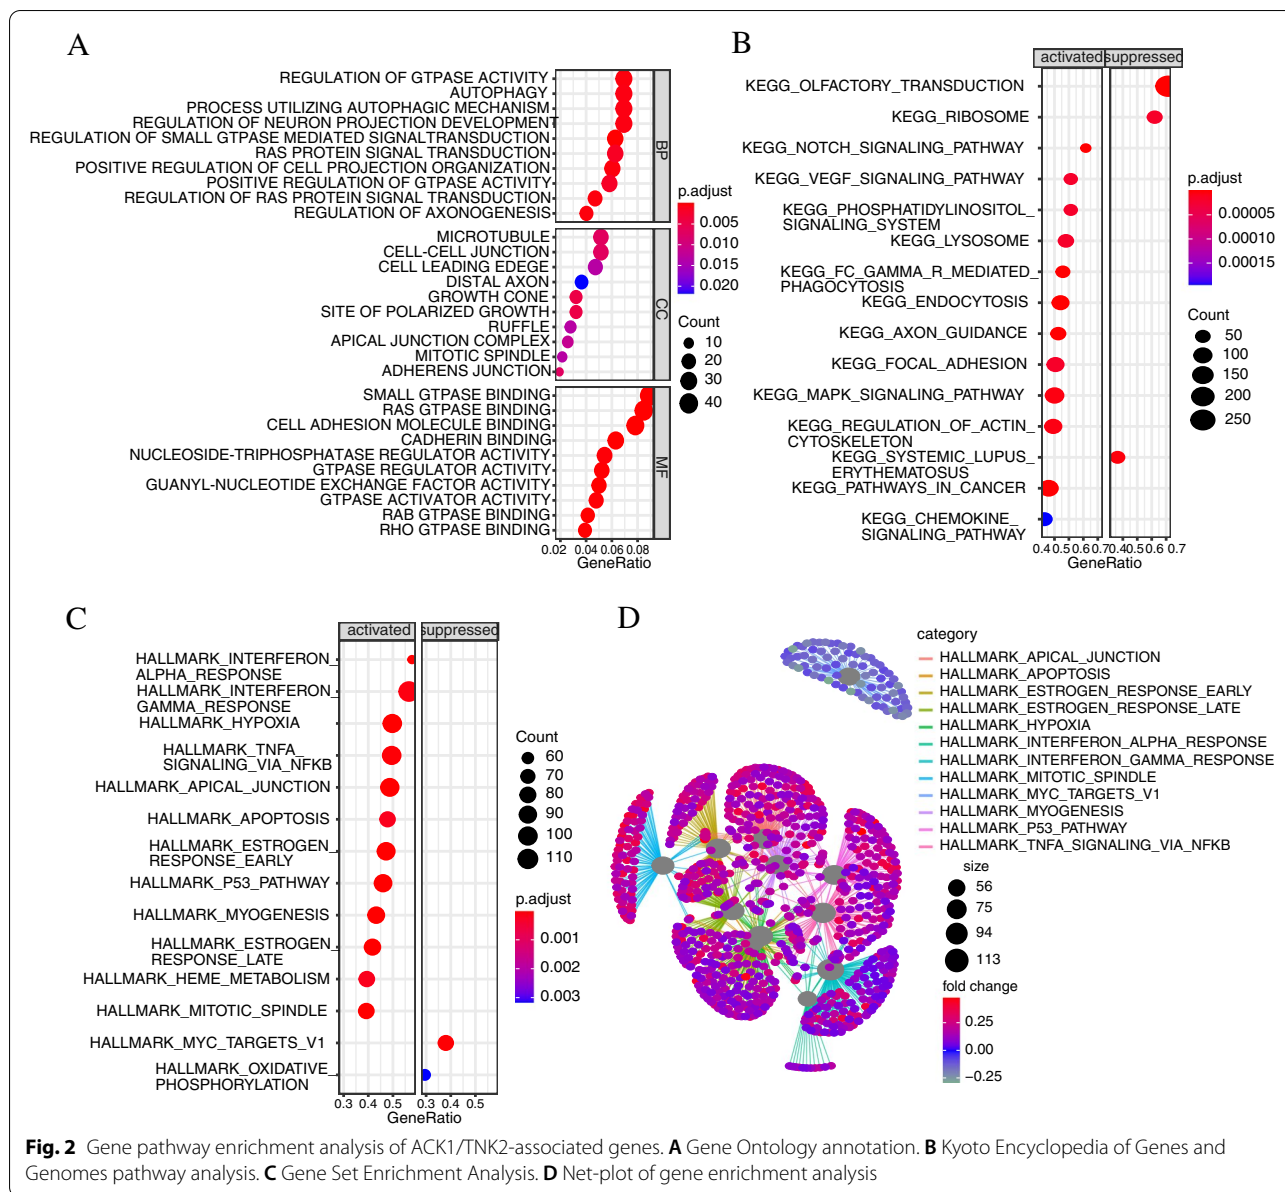 A
REGULATION OF GTPASE ACTIVITY
AUTOPHAGY
PROCESS UTILIZING AUTOPHAGIC MECHANISM
REGULATION OF NEURON PROJECTION DEVELOPMENT
REGULATION OF SMALL GTPASE MEDIATED SIGNALTRANSDUCTION
RAS PROTEIN SIGNAL TRANSDUCTION
POSITIVE REGULATION OF CELL PROJECTION ORGANIZATION
POSITIVE REGULATION OF GTPASE ACTIVITY
REGULATION OF RAS PROTEIN SIGNAL TRANSDUCTION
REGULATION OF AXONOGENESIS
BP
MICROTUBULE
CELL-CELL JUNCTION
CELL LEADING EDEGE
DISTAL AXON
GROWTH CONE
SITE OF POLARIZED GROWTH
RUFFLE
APICAL JUNCTION COMPLEX
MITOTIC SPINDLE
ADHERENS JUNCTION
CC
SMALL GTPASE BINDING
RAS GTPASE BINDING
CELL ADHESION MOLECULE BINDING
CADHERIN BINDING
NUCLEOSIDE-TRIPHOSPHATASE REGULATOR ACTIVITY
GTPASE REGULATOR ACTIVITY
GUANYL-NUCLEOTIDE EXCHANGE FACTOR ACTIVITY
GTPASE ACTIVATOR ACTIVITY
RAB GTPASE BINDING
RHO GTPASE BINDING
MF
0.02 0.04 0.06 0.08
GeneRatio
p.adjust
0.005
0.010
0.015
0.020
Count
10
20
30
40
B
activated suppressed
KEGG_OLFACTORY_TRANSDUCTION
KEGG_RIBOSOME
KEGG_NOTCH_SIGNALING_PATHWAY
KEGG_VEGF_SIGNALING_PATHWAY
KEGG_PHOSPHATIDYLINOSITOL_
SIGNALING_SYSTEM
KEGG_LYSOSOME
KEGG_FC_GAMMA_R_MEDIATED_
PHAGOCYTOSIS
KEGG_ENDOCYTOSIS
KEGG_AXON_GUIDANCE
KEGG_FOCAL_ADHESION
KEGG_MAPK_SIGNALING_PATHWAY
KEGG_REGULATION_OF_ACTIN_
CYTOSKELETON
KEGG_SYSTEMIC_LUPUS_
ERYTHEMATOSUS
KEGG_PATHWAYS_IN_CANCER
KEGG_CHEMOKINE_
SIGNALING_PATHWAY
0.4 0.5 0.6 0.7 0.4 0.5 0.6 0.7
GeneRatio
p.adjust
0.00005
0.00010
0.00015
Count
50
100
150
200
250
C
activated suppressed
HALLMARK_INTERFERON_
ALPHA_RESPONSE
HALLMARK_INTERFERON_
GAMMA_RESPONSE
HALLMARK_HYPOXIA
HALLMARK_TNFA_
SIGNALING_VIA_NFKB
HALLMARK_APICAL_JUNCTION
HALLMARK_APOPTOSIS
HALLMARK_ESTROGEN_
RESPONSE_EARLY
HALLMARK_P53_PATHWAY
HALLMARK_MYOGENESIS
HALLMARK_ESTROGEN_
RESPONSE_LATE
HALLMARK_HEME_METABOLISM
HALLMARK_MITOTIC_SPINDLE
HALLMARK_MYC_TARGETS_V1
HALLMARK_OXIDATIVE_
PHOSPHORYLATION
0.3 0.4 0.5 0.3 0.4 0.5
GeneRatio
Count
60
70
80
90
100
110
p.adjust
0.001
0.002
0.003
D
category
HALLMARK_APICAL_JUNCTION
HALLMARK_APOPTOSIS
HALLMARK_ESTROGEN_RESPONSE_EARLY
HALLMARK_ESTROGEN_RESPONSE_LATE
HALLMARK_HYPOXIA
HALLMARK_INTERFERON_ALPHA_RESPONSE
HALLMARK_INTERFERON_GAMMA_RESPONSE
HALLMARK_MITOTIC_SPINDLE
HALLMARK_MYC_TARGETS_V1
HALLMARK_MYOGENESIS
HALLMARK_P53_PATHWAY
HALLMARK_TNFA_SIGNALING_VIA_NFKB
size
56
75
94
113
fold change
0.25
0.00
−0.25
Fig. 2 Gene pathway enrichment analysis of ACK1/TNK2-associated genes. A Gene Ontology annotation. B Kyoto Encyclopedia of Genes and
Genomes pathway analysis. C Gene Set Enrichment Analysis. D Net-plot of gene enrichment analysis